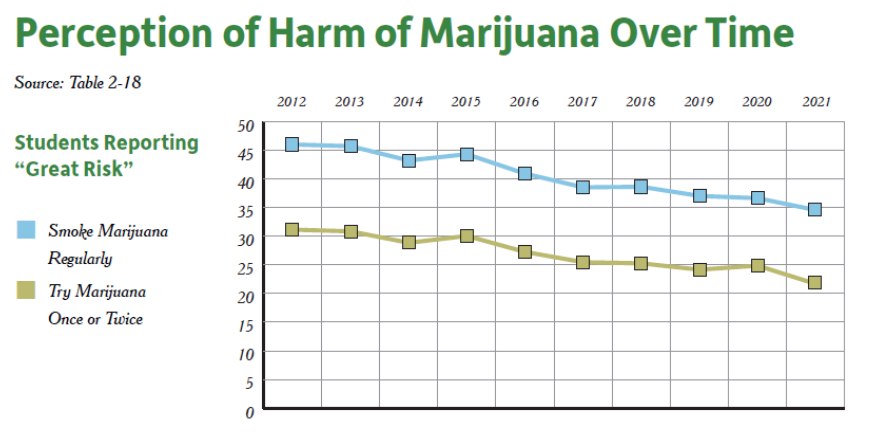 Perception of Harm of Marijuana Over Time
Source: Table 2-18
2012 2013 2014 2015 2016 2017 2018 2019 2020 2021
Students Reporting
“Great Risk”
Smoke Marijuana
Regularly
Try Marijuana
Once or Twice
50
45
40
35
30
25
20
15
10
5
0